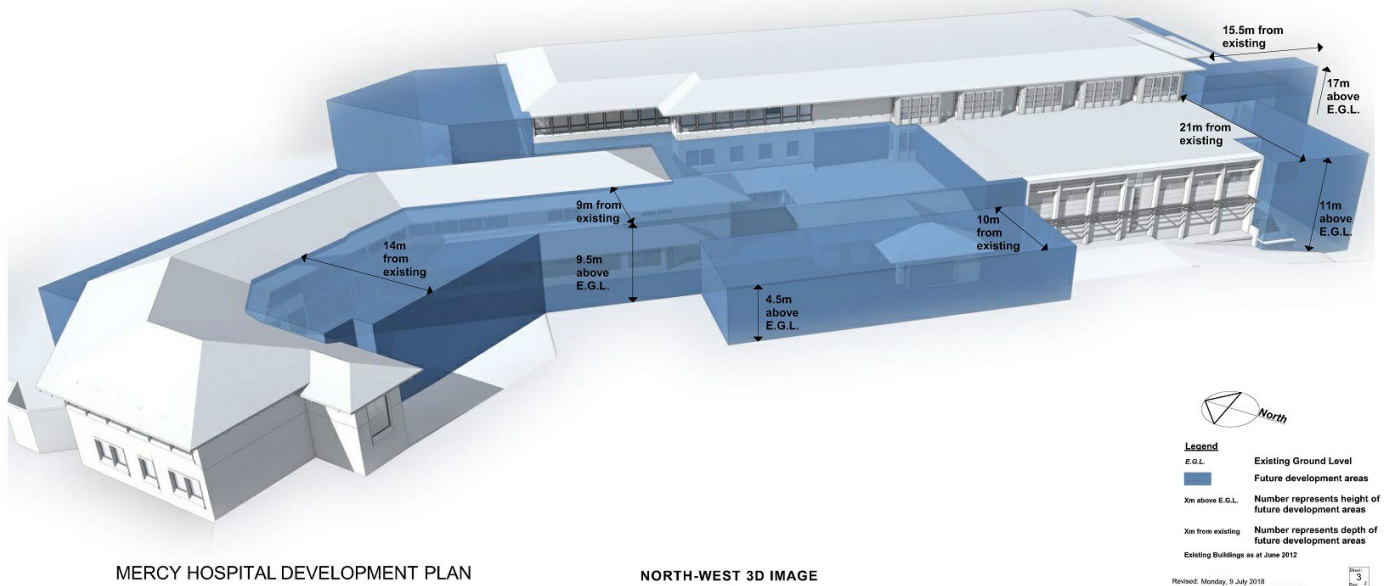 15.5m from
existing
17m
above
E.G.L.
21m from
existing
11m
above
E.G.L.
9m from
existing
10m
from
existing
14m
from
existing
9.5m
above
E.G.L.
4.5m
above
E.G.L.
North
Legend
E.G.L. Existing Ground Level
Future development areas
Xm above E.G.L. Number represents height of
future development areas
Xm from existing Number represents depth of
future development areas
Existing Buildings as at June 2012
MERCY HOSPITAL DEVELOPMENT PLAN
NORTH-WEST 3D IMAGE
Revised: Monday, 9 July 2018
Sheet:
3